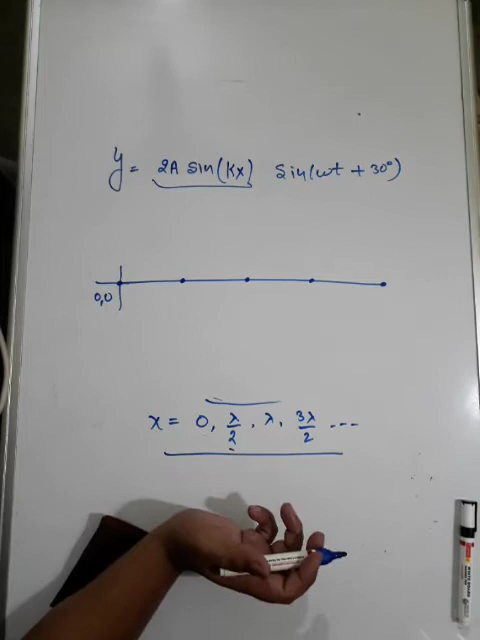 y = 2A sin(Kx) sin(ωt + 30°)
0,0
x = 0, λ/2, λ, 3λ/2 ---